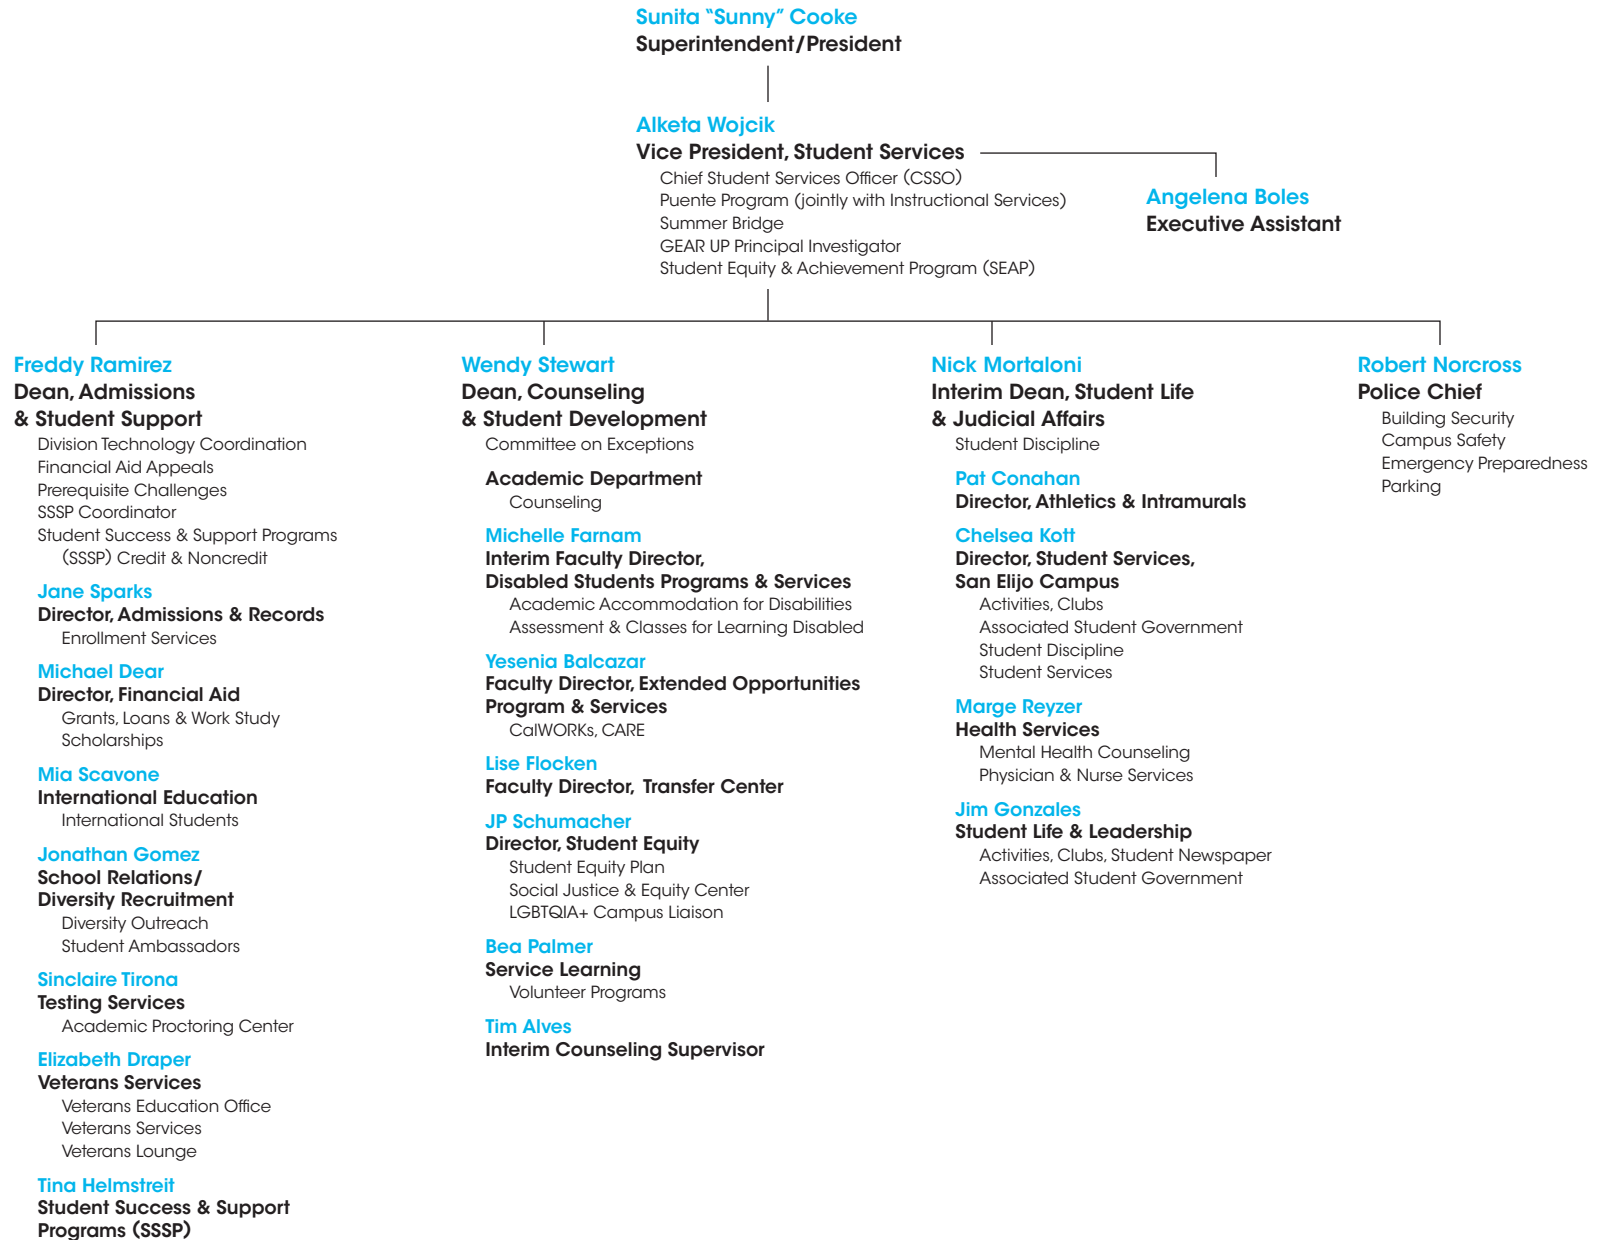 Sunita “Sunny” Cooke
Superintendent/President
Alketa Wojcik
Vice President, Student Services
Chief Student Services Officer (CSSO)
Puente Program (jointly with Instructional Services)
Summer Bridge
GEAR UP Principal Investigator
Student Equity & Achievement Program (SEAP)
Angelena Boles
Executive Assistant
Freddy Ramirez
Dean, Admissions
& Student Support
Division Technology Coordination
Financial Aid Appeals
Prerequisite Challenges
SSSP Coordinator
Student Success & Support Programs
(SSSP) Credit & Noncredit
Jane Sparks
Director, Admissions & Records
Enrollment Services
Michael Dear
Director, Financial Aid
Grants, Loans & Work Study
Scholarships
Mia Scavone
International Education
International Students
Jonathan Gomez
School Relations/
Diversity Recruitment
Diversity Outreach
Student Ambassadors
Sinclaire Tirona
Testing Services
Academic Proctoring Center
Elizabeth Draper
Veterans Services
Veterans Education Office
Veterans Services
Veterans Lounge
Tina Helmstreit
Student Success & Support
Programs (SSSP)
Wendy Stewart
Dean, Counseling
& Student Development
Committee on Exceptions
Academic Department
Counseling
Michelle Farnam
Interim Faculty Director,
Disabled Students Programs & Services
Academic Accommodation for Disabilities
Assessment & Classes for Learning Disabled
Yesenia Balcazar
Faculty Director, Extended Opportunities
Program & Services
CalWORKs, CARE
Lise Flocken
Faculty Director, Transfer Center
JP Schumacher
Director, Student Equity
Student Equity Plan
Social Justice & Equity Center
LGBTQIA+ Campus Liaison
Bea Palmer
Service Learning
Volunteer Programs
Tim Alves
Interim Counseling Supervisor
Nick Mortaloni
Interim Dean, Student Life
& Judicial Affairs
Student Discipline
Pat Conahan
Director, Athletics & Intramurals
Chelsea Kott
Director, Student Services,
San Elijo Campus
Activities, Clubs
Associated Student Government
Student Discipline
Student Services
Marge Reyzer
Health Services
Mental Health Counseling
Physician & Nurse Services
Jim Gonzales
Student Life & Leadership
Activities, Clubs, Student Newspaper
Associated Student Government
Robert Norcross
Police Chief
Building Security
Campus Safety
Emergency Preparedness
Parking